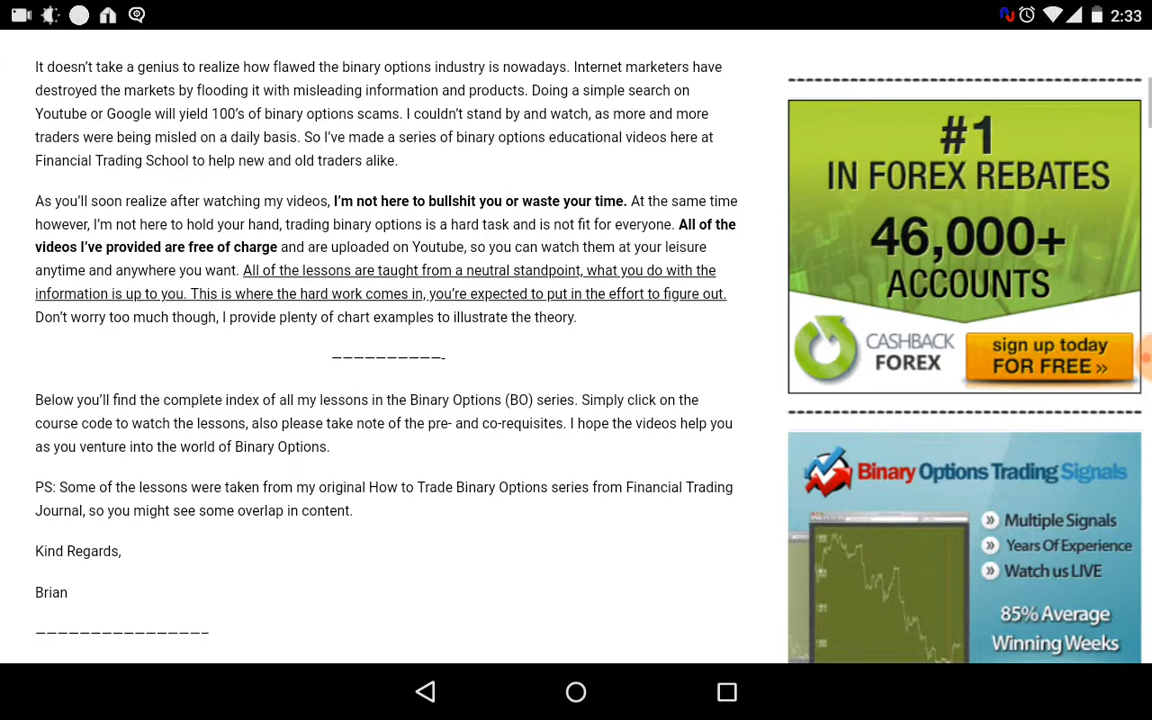 2:33
It doesn’t take a genius to realize how flawed the binary options industry is nowadays. Internet marketers have
destroyed the markets by flooding it with misleading information and products. Doing a simple search on
Youtube or Google will yield 100’s of binary options scams. I couldn’t stand by and watch, as more and more
traders were being misled on a daily basis. So I’ve made a series of binary options educational videos here at
Financial Trading School to help new and old traders alike.
As you’ll soon realize after watching my videos, I’m not here to bullshit you or waste your time. At the same time
however, I’m not here to hold your hand, trading binary options is a hard task and is not fit for everyone. All of the
videos I’ve provided are free of charge and are uploaded on Youtube, so you can watch them at your leisure
anytime and anywhere you want. All of the lessons are taught from a neutral standpoint, what you do with the
information is up to you. This is where the hard work comes in, you’re expected to put in the effort to figure out.
Don’t worry too much though, I provide plenty of chart examples to illustrate the theory.
——————————-
Below you’ll find the complete index of all my lessons in the Binary Options (BO) series. Simply click on the
course code to watch the lessons, also please take note of the pre- and co-requisites. I hope the videos help you
as you venture into the world of Binary Options.
PS: Some of the lessons were taken from my original How to Trade Binary Options series from Financial Trading
Journal, so you might see some overlap in content.
Kind Regards,
Brian
———————————————–
#1
IN FOREX REBATES
46,000+
ACCOUNTS
CASHBACK
FOREX
sign up today
FOR FREE »
Binary Options Trading Signals
» Multiple Signals
» Years Of Experience
» Watch us LIVE
85% Average
Winning Weeks